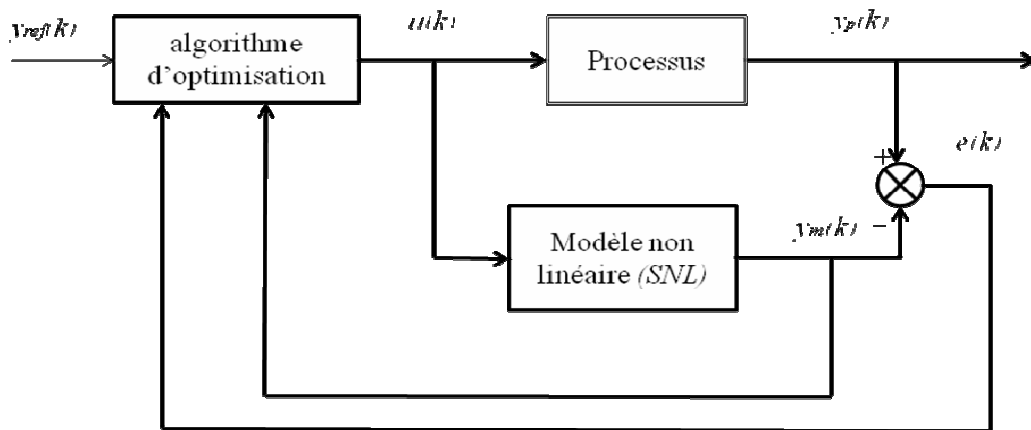 yref(k)
algorithme
d'optimisation
u(k)
Processus
yp(k)
+
e(k)
Modèle non
linéaire (SNL)
ym(k)
−